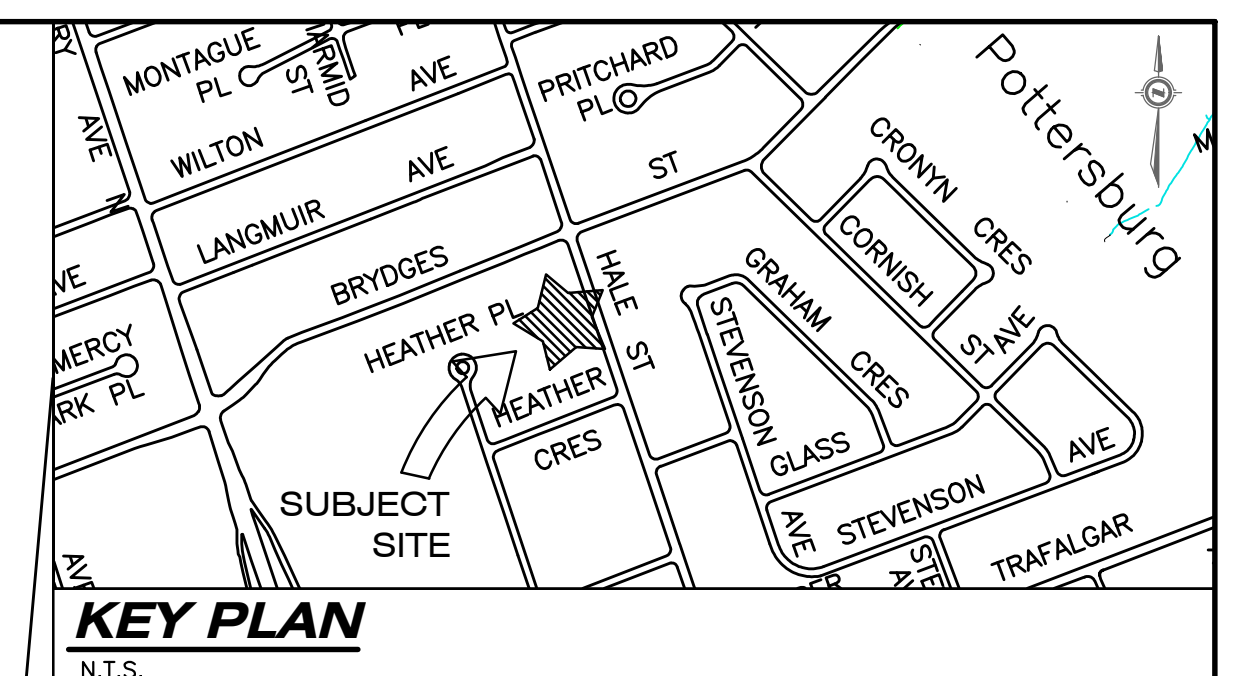 MONTAGUE
PL
ST
AVE
PRITCHARD
PL
Pottersburg
AVE
N
WILTON
AVE
ST
CRONYN
CRES
LANGMUIR
BRYDGES
HALE
ST
GRAHAM
CRES
CORNISH
ST
AVE
HEATHER PL
MERCY
PL
HEATHER
CRES
STEVENSON
GLASS
AVE
STEVENSON
AVE
TRAFALGAR
SUBJECT
SITE
KEY PLAN
N.T.S.